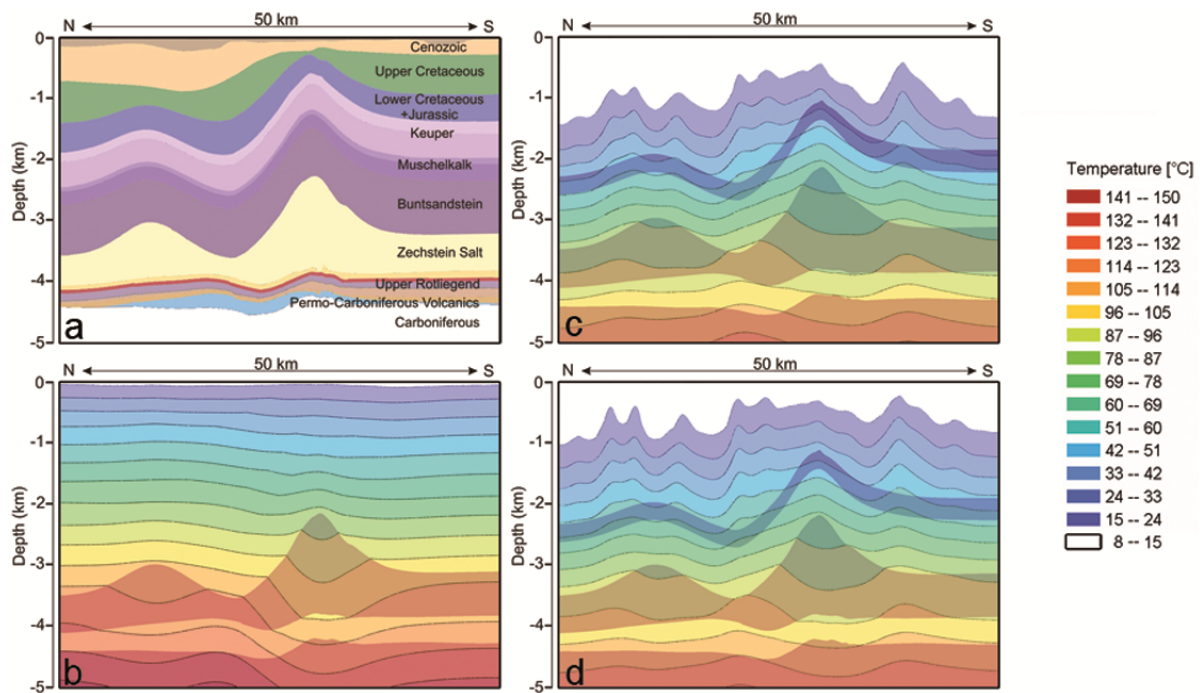 N 50 km S
0
-1
-2
-3
-4
-5
Depth (km)
Cenozoic
Upper Cretaceous
Lower Cretaceous
+Jurassic
Keuper
Muschelkalk
Buntsandstein
Zechstein Salt
Upper Rotliegend
Permo-Carboniferous Volcanics
Carboniferous
a
N 50 km S
0
-1
-2
-3
-4
-5
Depth (km)
c
N 50 km S
0
-1
-2
-3
-4
-5
Depth (km)
b
N 50 km S
0
-1
-2
-3
-4
-5
Depth (km)
d
Temperature [°C]
141 -- 150
132 -- 141
123 -- 132
114 -- 123
105 -- 114
96 -- 105
87 -- 96
78 -- 87
69 -- 78
60 -- 69
51 -- 60
42 -- 51
33 -- 42
24 -- 33
15 -- 24
8 -- 15